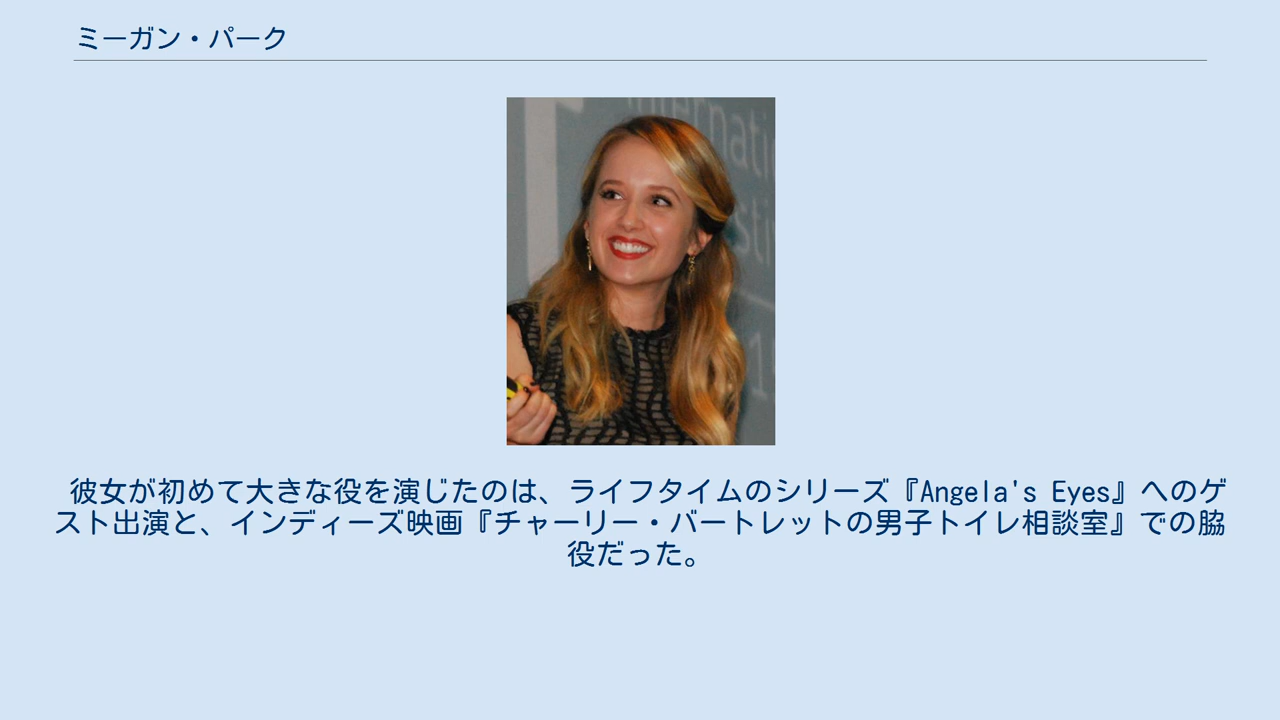 ミーガン・パーク
彼女が初めて大きな役を演じたのは、ライフタイムのシリーズ『Angela's Eyes』へのゲ
スト出演と、インディーズ映画『チャーリー・バートレットの男子トイレ相談室』での脇
役だった。